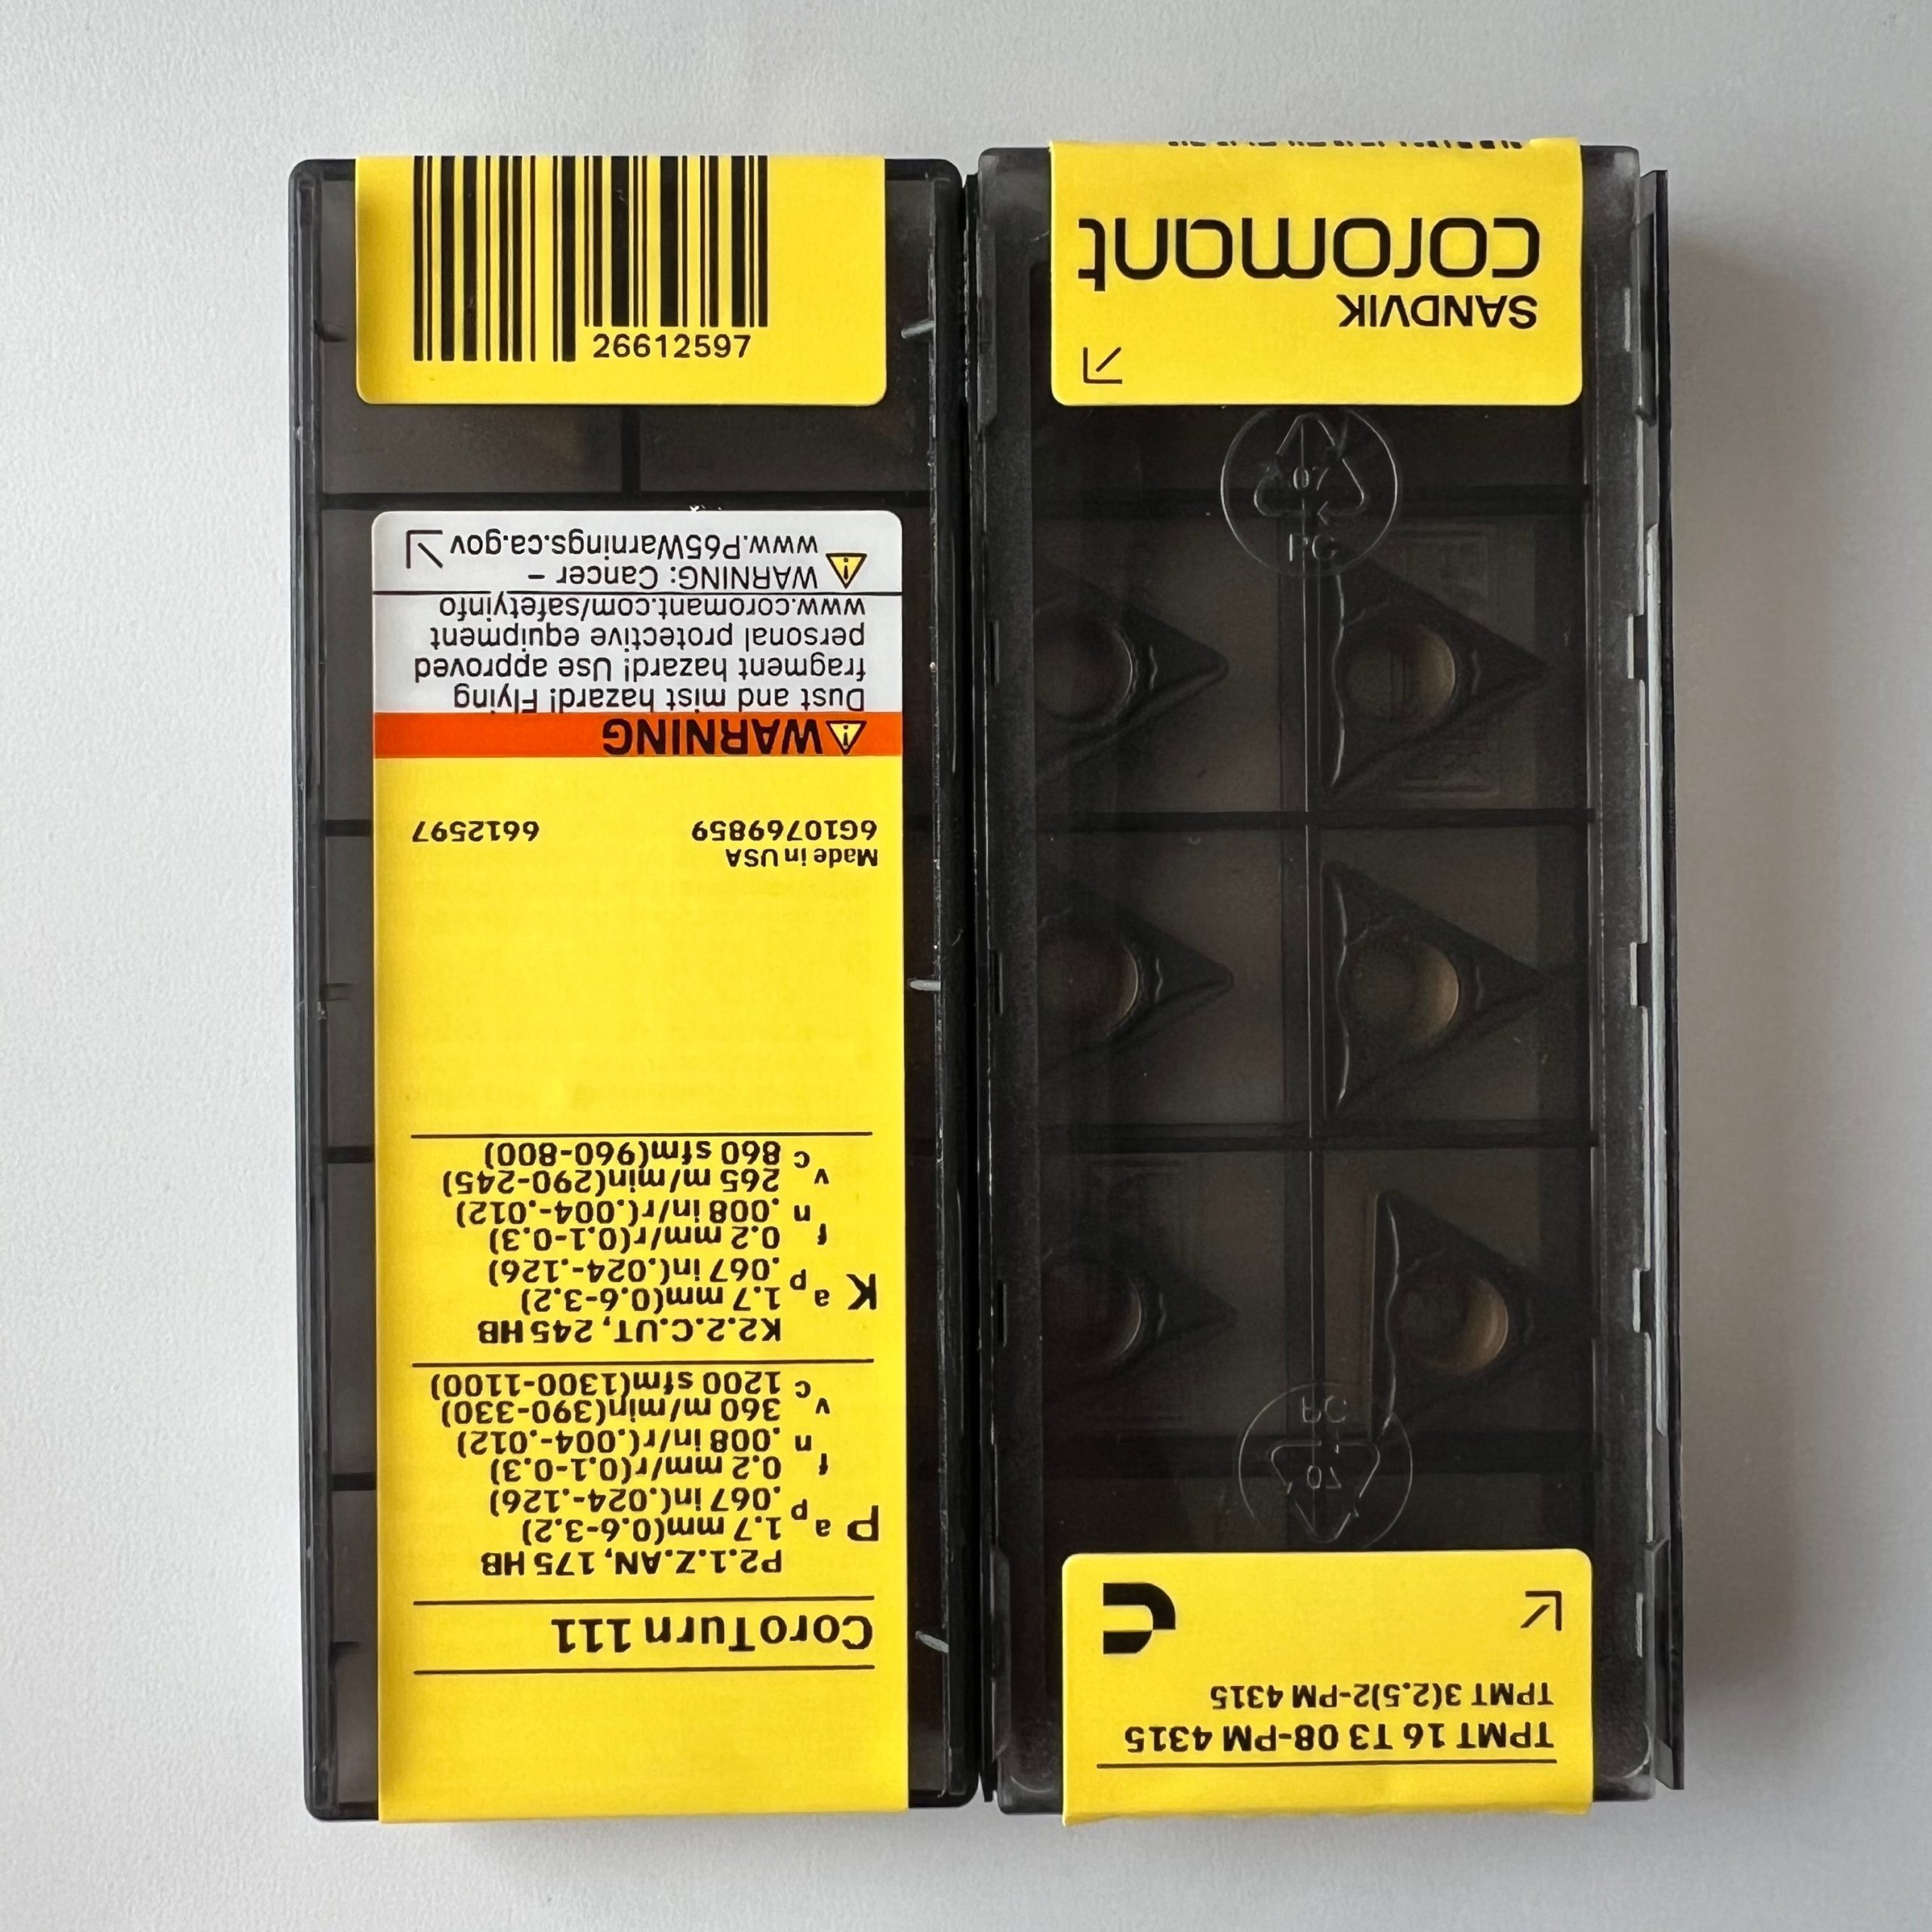 26612597
CoroTurn 111
P2.1.Z.AN, 175 HB
P ap 1.7 mm(0.6-3.2)
.067 in(.024-.126)
fn 0.2 mm/r(0.1-0.3)
.008 in/r(.004-.012)
vc 360 m/min(390-330)
1200 sfm(1300-1100)
K2.2.C.UT, 245 HB
K ap 1.7 mm(0.6-3.2)
.067 in(.024-.126)
fn 0.2 mm/r(0.1-0.3)
.008 in/r(.004-.012)
vc 265 m/min(290-245)
860 sfm(960-800)
Made in USA
6G10769859 6612597
WARNING
Dust and mist hazard! Flying
fragment hazard! Use approved
personal protective equipment
www.coromant.com/safetyinfo
WARNING: Cancer –
www.P65Warnings.ca.gov
TPMT 16 T3 08-PM 4315
TPMT 3(2.5)2-PM 4315
07
PC
07
PC
SANDVIK
coromant